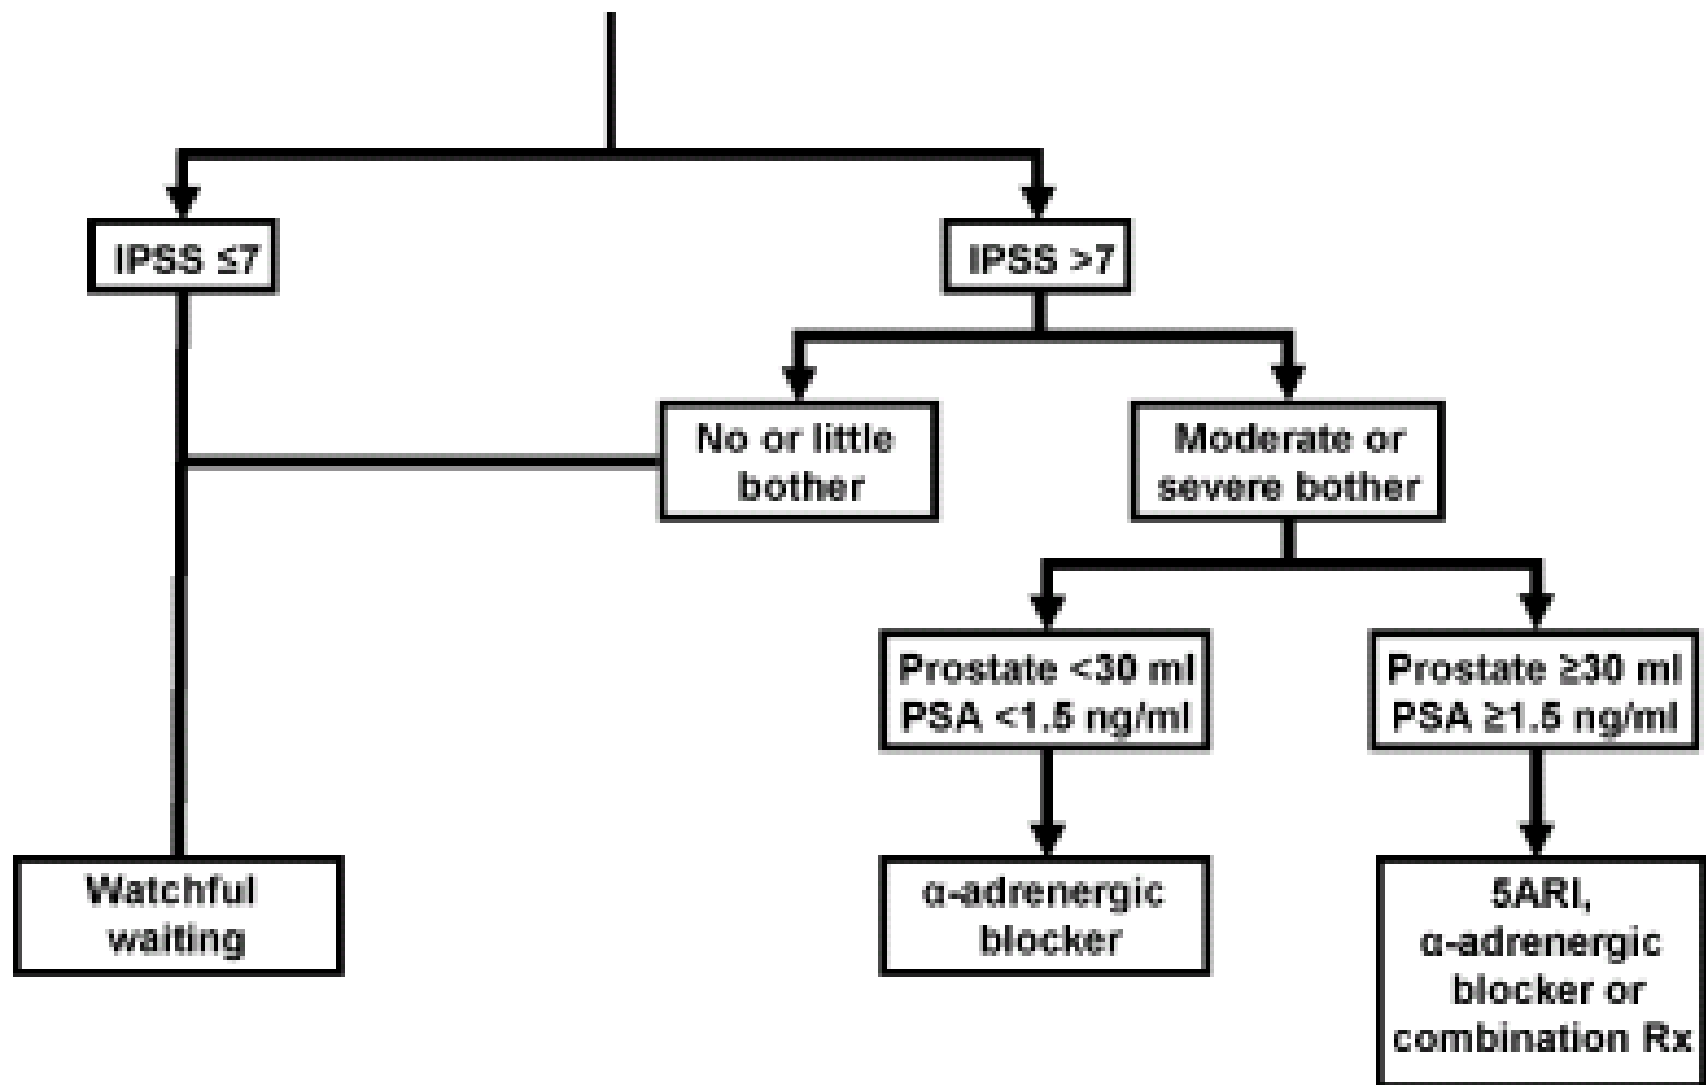 IPSS ≤7
IPSS >7
No or little
bother
Moderate or
severe bother
Prostate <30 ml
PSA <1.5 ng/ml
Prostate ≥30 ml
PSA ≥1.5 ng/ml
Watchful
waiting
α-adrenergic
blocker
5ARI,
α-adrenergic
blocker or
combination Rx